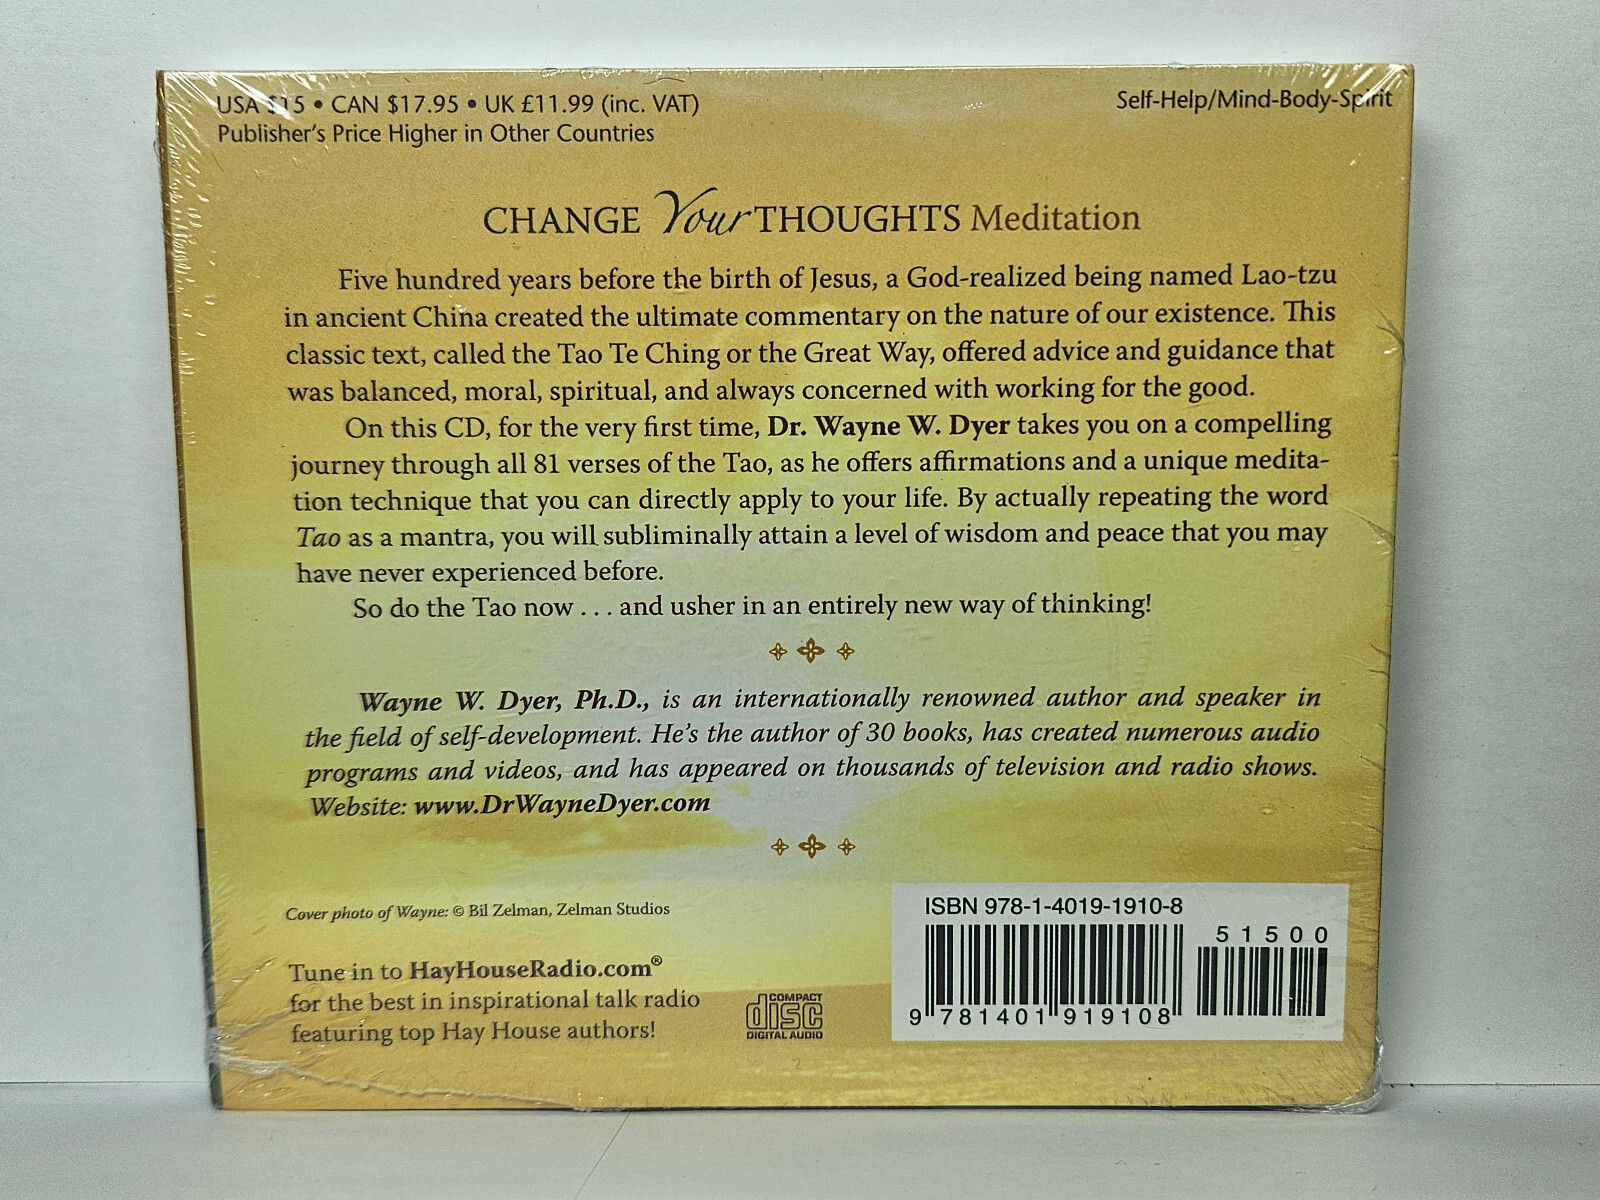 USA $15 • CAN $17.95 • UK £11.99 (inc. VAT)
Publisher's Price Higher in Other Countries
Self-Help/Mind-Body-Spirit
CHANGE Your THOUGHTS Meditation
Five hundred years before the birth of Jesus, a God-realized being named Lao-tzu
in ancient China created the ultimate commentary on the nature of our existence. This
classic text, called the Tao Te Ching or the Great Way, offered advice and guidance that
was balanced, moral, spiritual, and always concerned with working for the good.
On this CD, for the very first time, Dr. Wayne W. Dyer takes you on a compelling
journey through all 81 verses of the Tao, as he offers affirmations and a unique medita-
tion technique that you can directly apply to your life. By actually repeating the word
Tao as a mantra, you will subliminally attain a level of wisdom and peace that you may
have never experienced before.
So do the Tao now . . . and usher in an entirely new way of thinking!
Wayne W. Dyer, Ph.D., is an internationally renowned author and speaker in
the field of self-development. He's the author of 30 books, has created numerous audio
programs and videos, and has appeared on thousands of television and radio shows.
Website: www.DrWayneDyer.com
Cover photo of Wayne: © Bil Zelman, Zelman Studios
Tune in to HayHouseRadio.com®
for the best in inspirational talk radio
featuring top Hay House authors!
COMPACT
disc
DIGITAL AUDIO
ISBN 978-1-4019-1910-8
51500
9 781401 919108